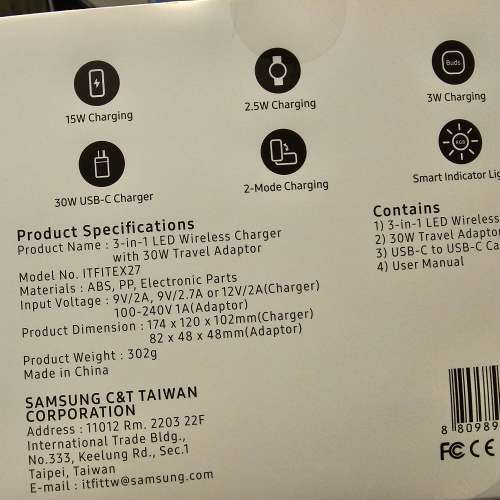 15W Charging
2.5W Charging
Buds
3W Charging
30W USB-C Charger
2-Mode Charging
RGB
Smart Indicator Lig
Product Specifications
Product Name : 3-in-1 LED Wireless Charger
with 30W Travel Adaptor
Model No. ITFITEX27
Materials : ABS, PP, Electronic Parts
Input Voltage : 9V/2A, 9V/2.7A or 12V/2A(Charger)
100-240V 1A(Adaptor)
Product Dimension : 174 x 120 x 102mm(Charger)
82 x 48 x 48mm(Adaptor)
Product Weight : 302g
Made in China
SAMSUNG C&T TAIWAN
CORPORATION
Address : 11012 Rm. 2203 22F
International Trade Bldg.,
No.333, Keelung Rd., Sec.1
Taipei, Taiwan
E-mail : itfittw@samsung.com
Contains
1) 3-in-1 LED Wireless
2) 30W Travel Adaptor
3) USB-C to USB-C Ca
4) User Manual
8 80989
FC CE